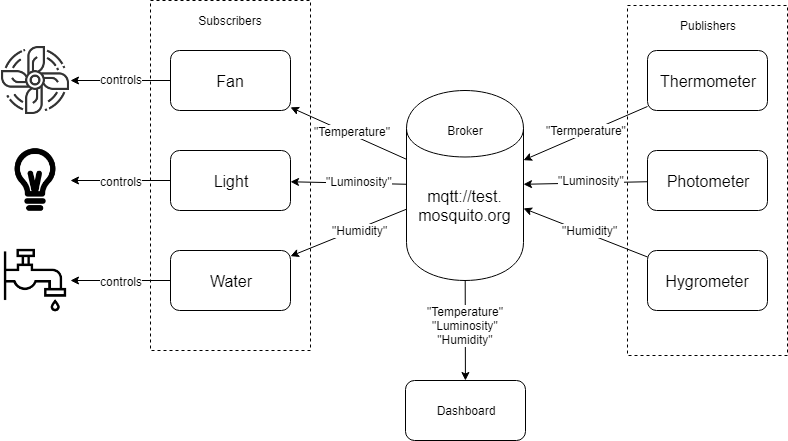 Subscribers
Publishers
Fan
controls
Thermometer
Broker
"Temperature"
"Termperature"
Light
controls
"Luminosity"
mqtt://test.
mosquito.org
"Luminosity"
Photometer
"Humidity"
"Humidity"
Water
controls
Hygrometer
"Temperature"
"Luminosity"
"Humidity"
Dashboard